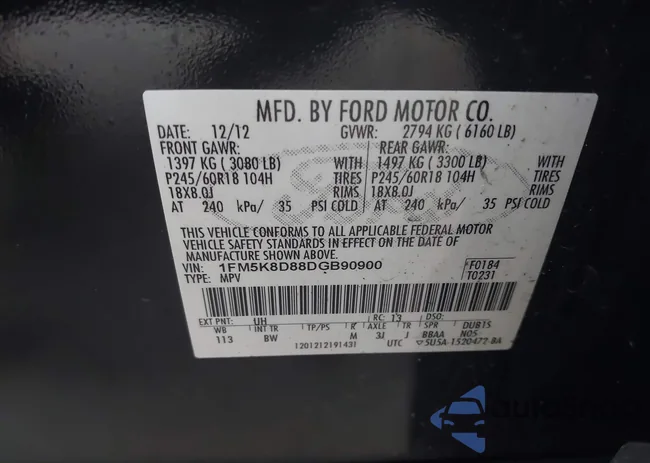 MFD. BY FORD MOTOR CO.
DATE: 12/12 GVWR: 2794 KG ( 6160 LB)
FRONT GAWR: REAR GAWR:
1397 KG ( 3080 LB) WITH 1497 KG ( 3300 LB) WITH
P245/60R18 104H TIRES P245/60R18 104H TIRES
18X8.0J RIMS 18X8.0J RIMS
AT 240 kPa/ 35 PSI COLD AT 240 kPa/ 35 PSI COLD
THIS VEHICLE CONFORMS TO ALL APPLICABLE FEDERAL MOTOR
VEHICLE SAFETY STANDARDS IN EFFECT ON THE DATE OF
MANUFACTURE SHOWN ABOVE.
VIN: 1FM5K8D88DGB90900 F0184
TYPE: MPV T0231
EXT PNT: UH RC: 13 DSO:
WB INT TR TP/PS R AXLE TR SPR DUB1S
113 BW M 3J J BBAA N05-
120121219143 UTC ▽5U5A-1520472-BA
Ford